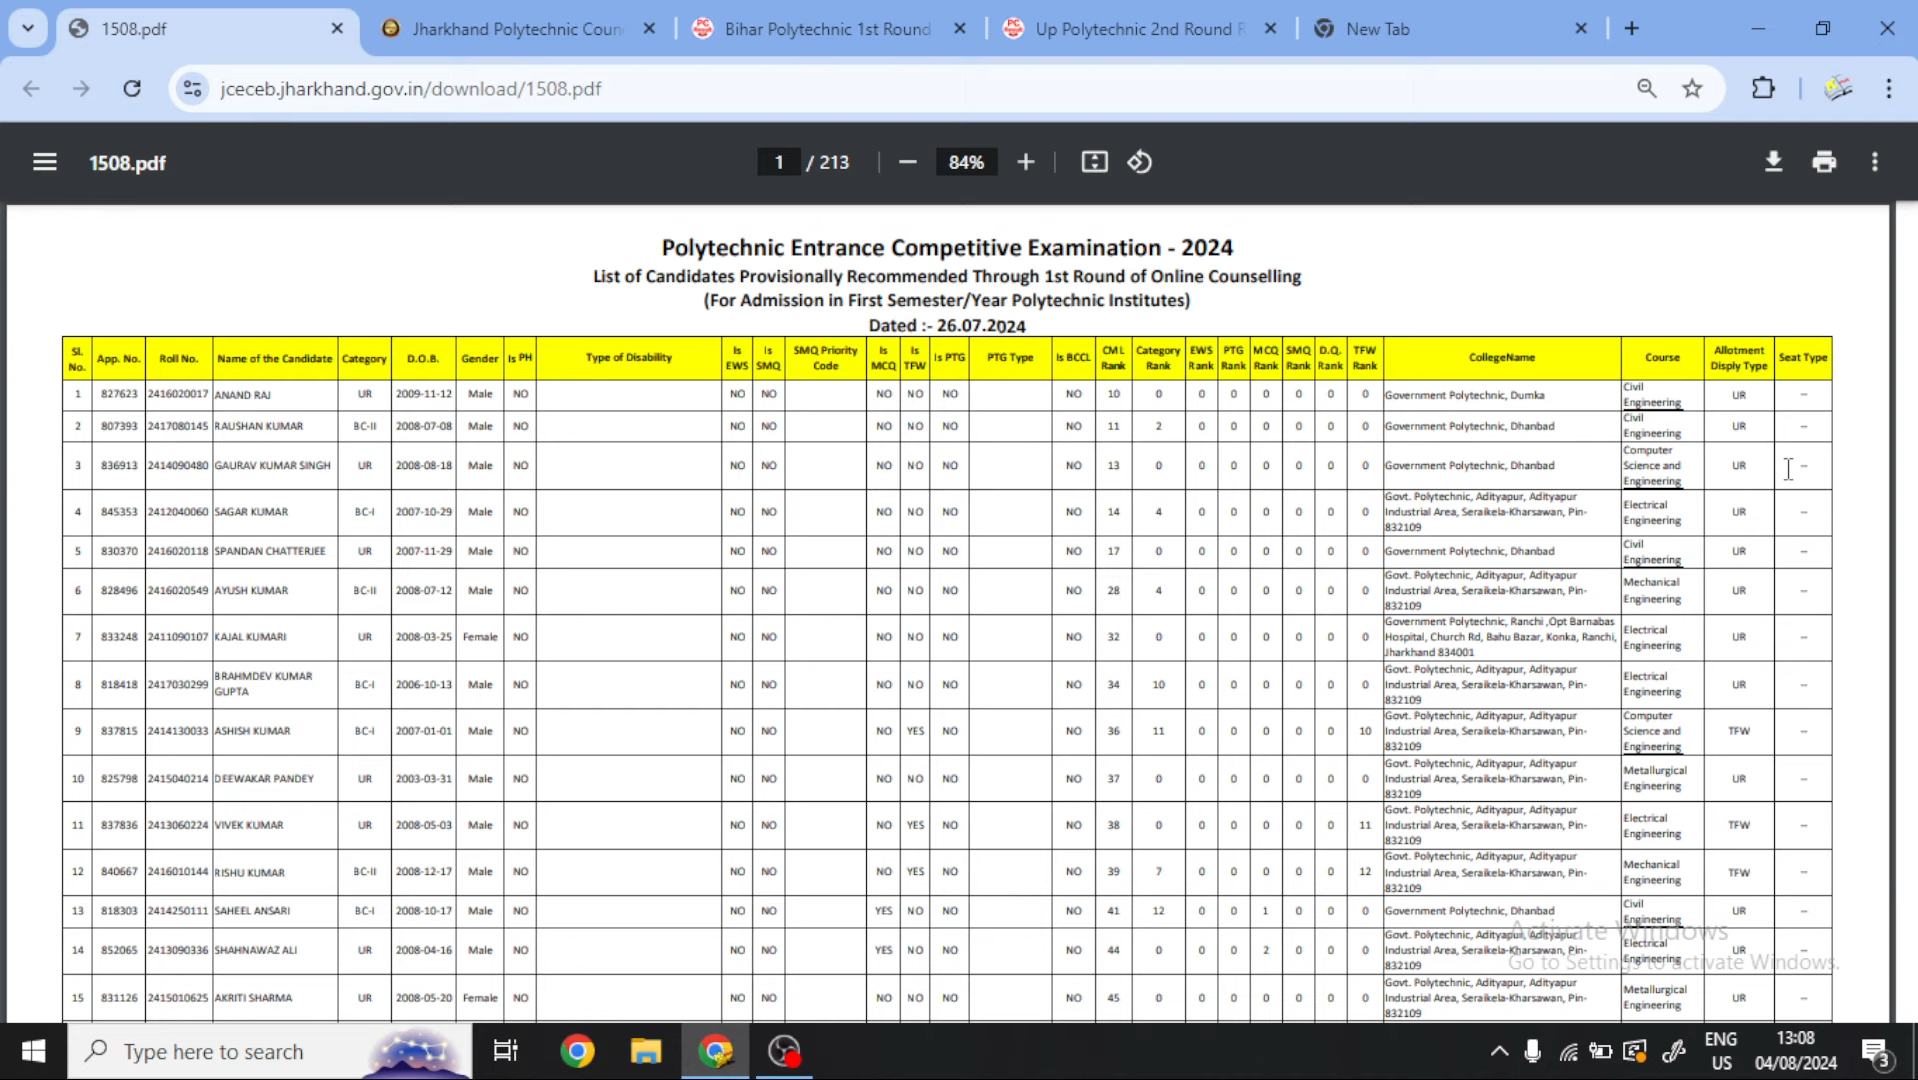 1508.pdf
Jharkhand Polytechnic Coun
Bihar Polytechnic 1st Round
Up Polytechnic 2nd Round R
New Tab
jceceb.jharkhand.gov.in/download/1508.pdf
1508.pdf
1 / 213
84%
Polytechnic Entrance Competitive Examination - 2024
List of Candidates Provisionally Recommended Through 1st Round of Online Counselling
(For Admission in First Semester/Year Polytechnic Institutes)
Dated :- 26.07.2024
Sl. No. App. No. Roll No. Name of the Candidate Category D.O.B. Gender Is PH Type of Disability Is EWS Is SMQ SMQ Priority Code Is MCQ Is TFW Is PTG PTG Type Is BCCL CML Rank Category Rank EWS Rank PTG Rank MCQ Rank SMQ Rank D.Q. Rank TFW Rank CollegeName Course Allotment Disply Type Seat Type
1 827623 2416020017 ANAND RAJ UR 2009-11-12 Male NO NO NO NO NO NO NO 10 0 0 0 0 0 0 0 Government Polytechnic, Dumka Civil Engineering UR --
2 807393 2417080145 RAUSHAN KUMAR BC-II 2008-07-08 Male NO NO NO NO NO NO NO 11 2 0 0 0 0 0 0 Government Polytechnic, Dhanbad Civil Engineering UR --
3 836913 2414090480 GAURAV KUMAR SINGH UR 2008-08-18 Male NO NO NO NO NO NO NO 13 0 0 0 0 0 0 0 Government Polytechnic, Dhanbad Computer Science and Engineering UR --
4 845353 2412040060 SAGAR KUMAR BC-I 2007-10-29 Male NO NO NO NO NO NO NO 14 4 0 0 0 0 0 0 Govt. Polytechnic, Adityapur, Adityapur Industrial Area, Seraikela-Kharsawan, Pin-832109 Electrical Engineering UR --
5 830370 2416020118 SPANDAN CHATTERJEE UR 2007-11-29 Male NO NO NO NO NO NO NO 17 0 0 0 0 0 0 0 Government Polytechnic, Dhanbad Civil Engineering UR --
6 828496 2416020549 AYUSH KUMAR BC-II 2008-07-12 Male NO NO NO NO NO NO NO 28 4 0 0 0 0 0 0 Govt. Polytechnic, Adityapur, Adityapur Industrial Area, Seraikela-Kharsawan, Pin-832109 Mechanical Engineering UR --
7 833248 2411090107 KAJAL KUMARI UR 2008-03-25 Female NO NO NO NO NO NO NO 32 0 0 0 0 0 0 0 Government Polytechnic, Ranchi ,Opt Barnabas Hospital, Church Rd, Bahu Bazar, Konka, Ranchi, Jharkhand 834001 Electrical Engineering UR --
8 818418 2417030299 BRAHMDEV KUMAR GUPTA BC-I 2006-10-13 Male NO NO NO NO NO NO NO 34 10 0 0 0 0 0 0 Govt. Polytechnic, Adityapur, Adityapur Industrial Area, Seraikela-Kharsawan, Pin-832109 Electrical Engineering UR --
9 837815 2414130033 ASHISH KUMAR BC-I 2007-01-01 Male NO NO NO NO YES NO NO 36 11 0 0 0 0 0 10 Govt. Polytechnic, Adityapur, Adityapur Industrial Area, Seraikela-Kharsawan, Pin-832109 Computer Science and Engineering TFW --
10 825798 2415040214 DEEWAKAR PANDEY UR 2003-03-31 Male NO NO NO NO NO NO NO 37 0 0 0 0 0 0 0 Govt. Polytechnic, Adityapur, Adityapur Industrial Area, Seraikela-Kharsawan, Pin-832109 Metallurgical Engineering UR --
11 837836 2413060224 VIVEK KUMAR UR 2008-05-03 Male NO NO NO NO YES NO NO 38 0 0 0 0 0 0 11 Govt. Polytechnic, Adityapur, Adityapur Industrial Area, Seraikela-Kharsawan, Pin-832109 Electrical Engineering TFW --
12 840667 2416010144 RISHU KUMAR BC-II 2008-12-17 Male NO NO NO NO YES NO NO 39 7 0 0 0 0 0 12 Govt. Polytechnic, Adityapur, Adityapur Industrial Area, Seraikela-Kharsawan, Pin-832109 Mechanical Engineering TFW --
13 818303 2414250111 SAHEEL ANSARI BC-I 2008-10-17 Male NO NO NO YES NO NO NO 41 12 0 0 1 0 0 0 Government Polytechnic, Dhanbad Civil Engineering UR --
14 852065 2413090336 SHAHNAWAZ ALI UR 2008-04-16 Male NO NO NO YES NO NO NO 44 0 0 0 2 0 0 0 Govt. Polytechnic, Adityapur, Adityapur Industrial Area, Seraikela-Kharsawan, Pin-832109 Electrical Engineering UR --
15 831126 2415010625 AKRITI SHARMA UR 2008-05-20 Female NO NO NO NO NO NO NO 45 0 0 0 0 0 0 0 Govt. Polytechnic, Adityapur, Adityapur Industrial Area, Seraikela-Kharsawan, Pin-832109 Metallurgical Engineering UR --
Activate Windows
Go to Settings to activate Windows.
Type here to search
ENG
US
13:08
04/08/2024
3